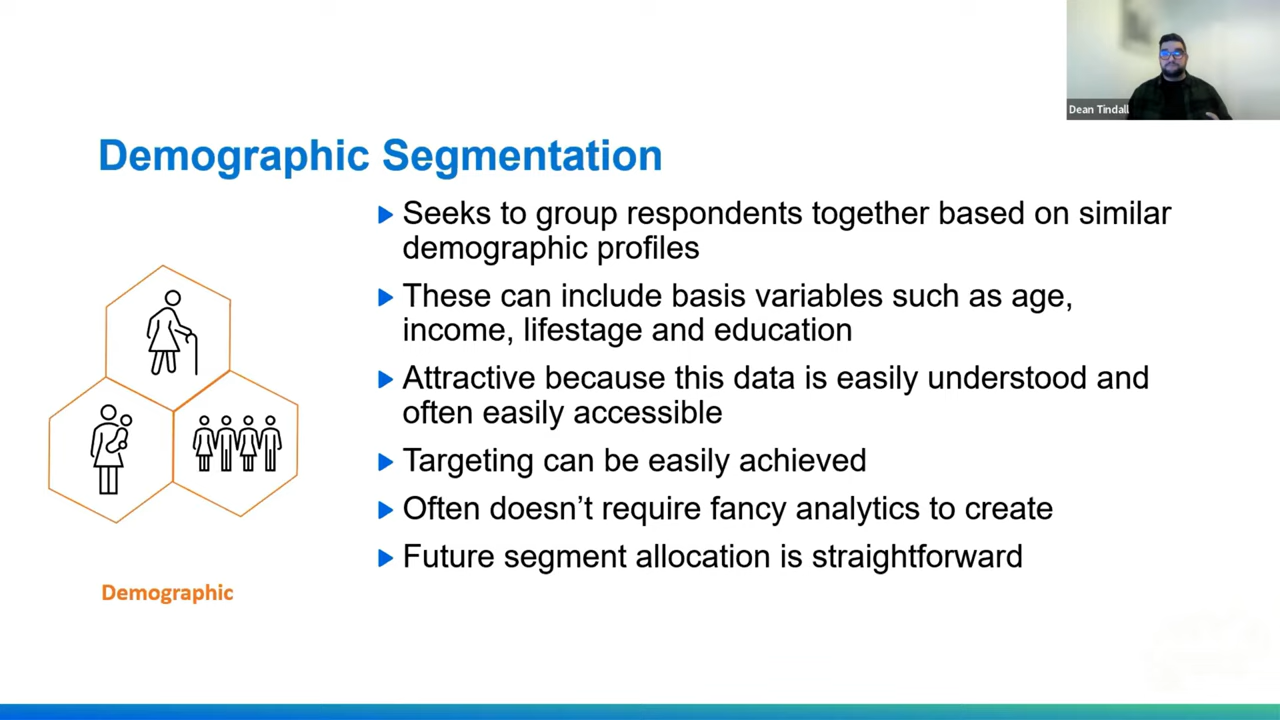 Dean Tindall
Demographic Segmentation
Seeks to group respondents together based on similar
demographic profiles
These can include basis variables such as age,
income, lifestage and education
Attractive because this data is easily understood and
often easily accessible
Targeting can be easily achieved
Often doesn’t require fancy analytics to create
Future segment allocation is straightforward
Demographic